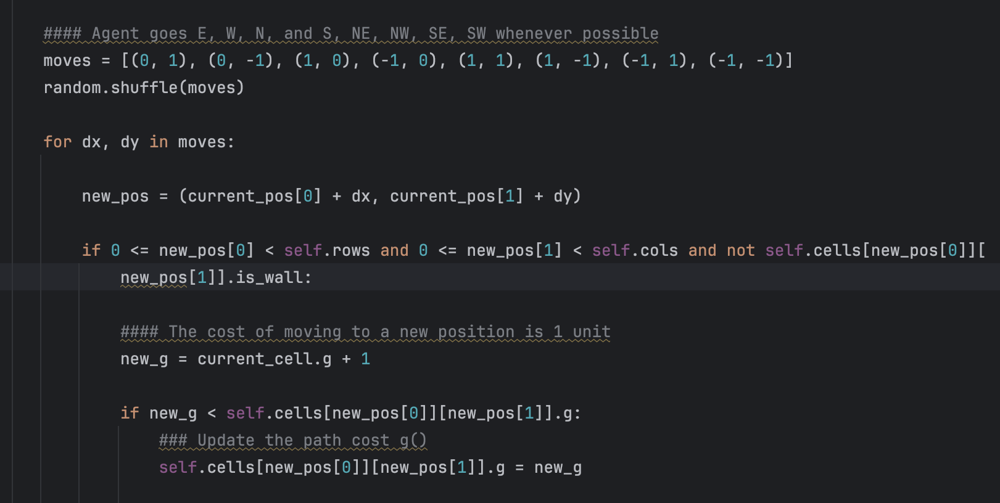 #### Agent goes E, W, N, and S, NE, NW, SE, SW whenever possible
moves = [(0, 1), (0, -1), (1, 0), (-1, 0), (1, 1), (1, -1), (-1, 1), (-1, -1)]
random.shuffle(moves)
for dx, dy in moves:
new_pos = (current_pos[0] + dx, current_pos[1] + dy)
if 0 <= new_pos[0] < self.rows and 0 <= new_pos[1] < self.cols and not self.cells[new_pos[0]][
new_pos[1]].is_wall:
#### The cost of moving to a new position is 1 unit
new_g = current_cell.g + 1
if new_g < self.cells[new_pos[0]][new_pos[1]].g:
### Update the path cost g()
self.cells[new_pos[0]][new_pos[1]].g = new_g